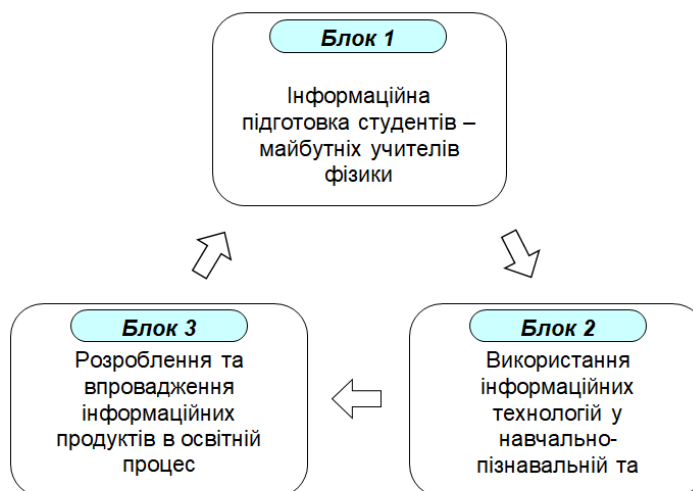 Блок 1
Інформаційна
підготовка студентів –
майбутніх учителів
фізики
Блок 3
Розроблення та
впровадження
інформаційних
продуктів в освітній
процес
Блок 2
Використання
інформаційних
технологій у
навчально-
пізнавальній та